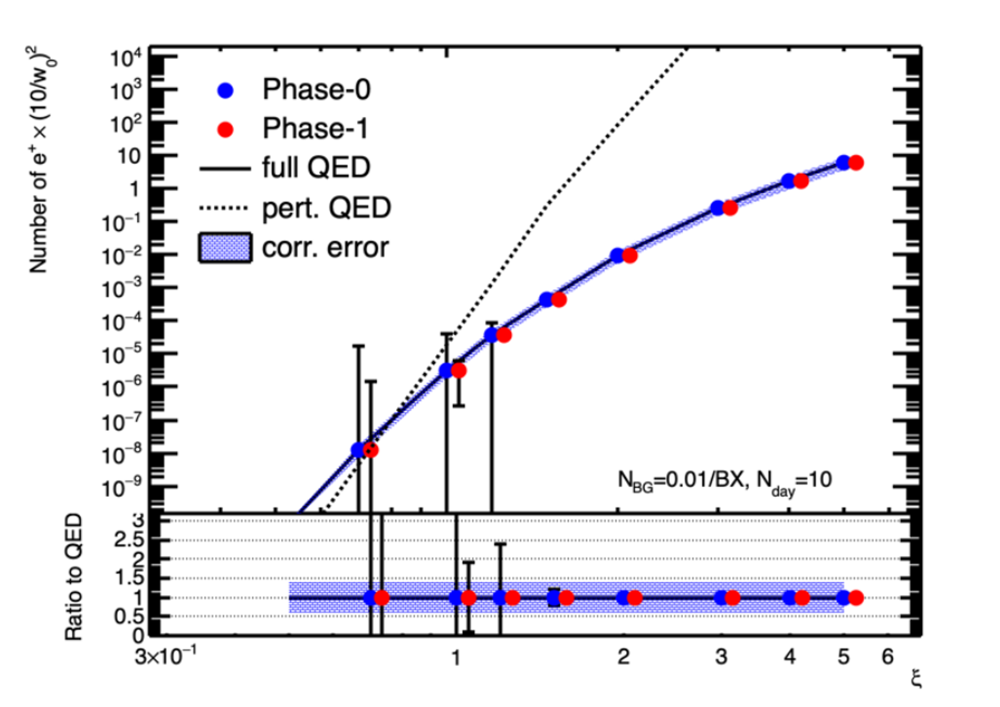 Number of e⁺ × (10/w₀)²
10⁴
10³
10²
10
1
10⁻¹
10⁻²
10⁻³
10⁻⁴
10⁻⁵
10⁻⁶
10⁻⁷
10⁻⁸
10⁻⁹
Phase-0
Phase-1
full QED
pert. QED
corr. error
N_BG=0.01/BX, N_day=10
Ratio to QED
3
2.5
2
1.5
1
0.5
0
3×10⁻¹ 1 2 3 4 5 6
ξ